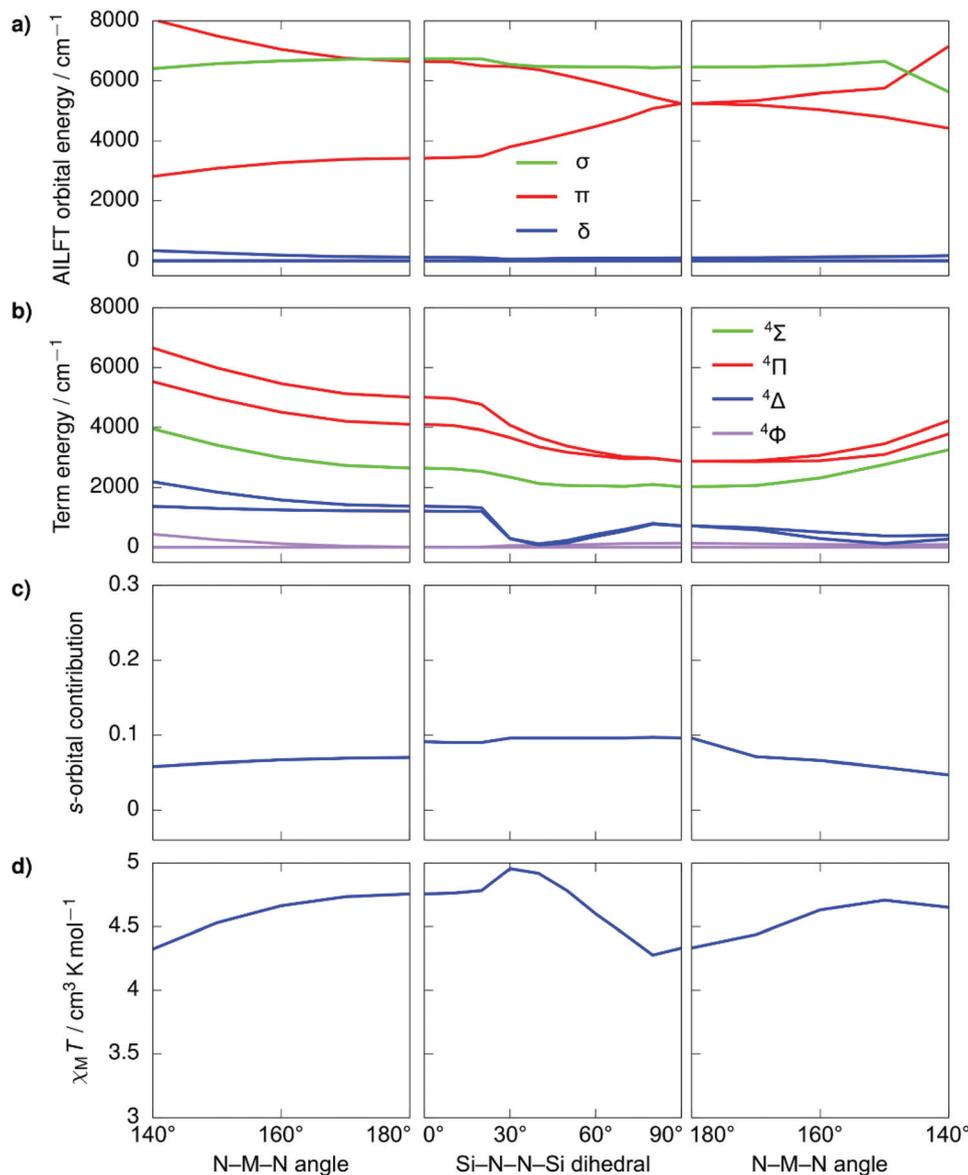 a)
AILFT orbital energy / cm⁻¹
8000
6000
4000
2000
0
σ
π
δ
b)
Term energy / cm⁻¹
8000
6000
4000
2000
0
⁴Σ
⁴Π
⁴Δ
⁴Φ
c)
s-orbital contiribution
0.3
0.2
0.1
0
d)
χ_M T / cm³ K mol⁻¹
5
4.5
4
3.5
3
140° 160° 180°
0° 30° 60° 90°
180° 160° 140°
N–M–N angle
Si–N–N–Si dihedral
N–M–N angle